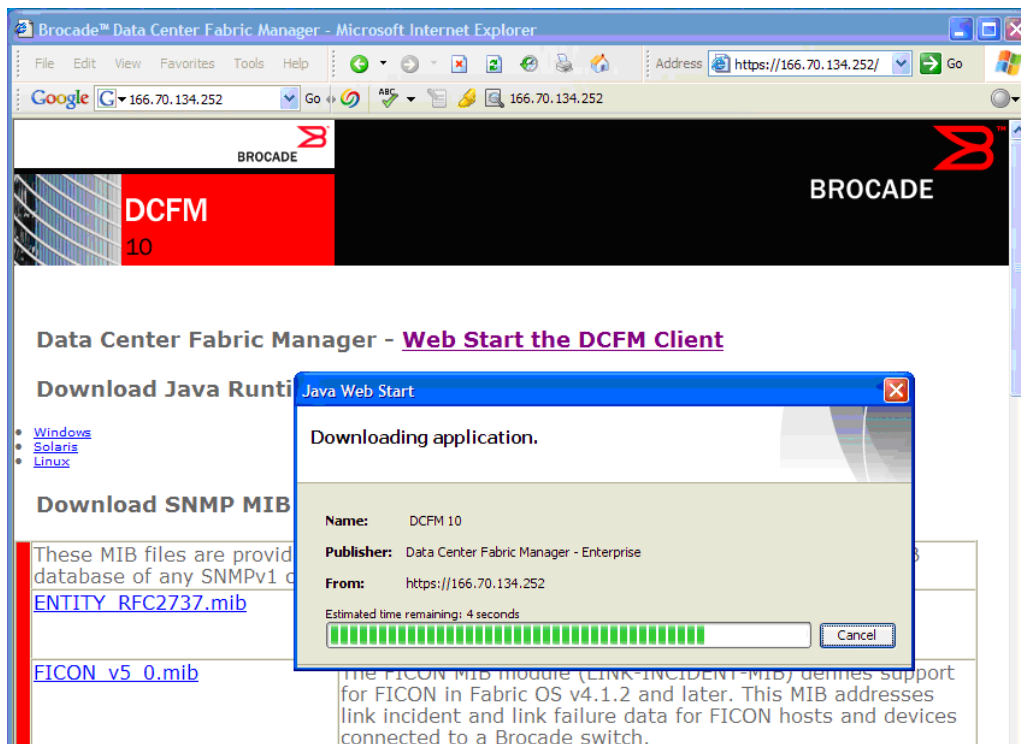 Brocade™ Data Center Fabric Manager - Microsoft Internet Explorer
File Edit View Favorites Tools Help Address https://166.70.134.252/ Go
Google G 166.70.134.252 Go ABC 166.70.134.252
BROCADE
DCFM
10
BROCADE™
Data Center Fabric Manager - Web Start the DCFM Client
Download Java Runti
Windows
Solaris
Linux
Download SNMP MIB
Java Web Start
Downloading application.
Name: DCFM 10
Publisher: Data Center Fabric Manager - Enterprise
From: https://166.70.134.252
Estimated time remaining: 4 seconds
Cancel
These MIB files are provid
database of any SNMPv1
ENTITY_RFC2737.mib
FICON_v5_0.mib
The FICON MIB module (LINK-INCIDENT-MIB) defines support
for FICON in Fabric OS v4.1.2 and later. This MIB addresses
link incident and link failure data for FICON hosts and devices
connected to a Brocade switch.